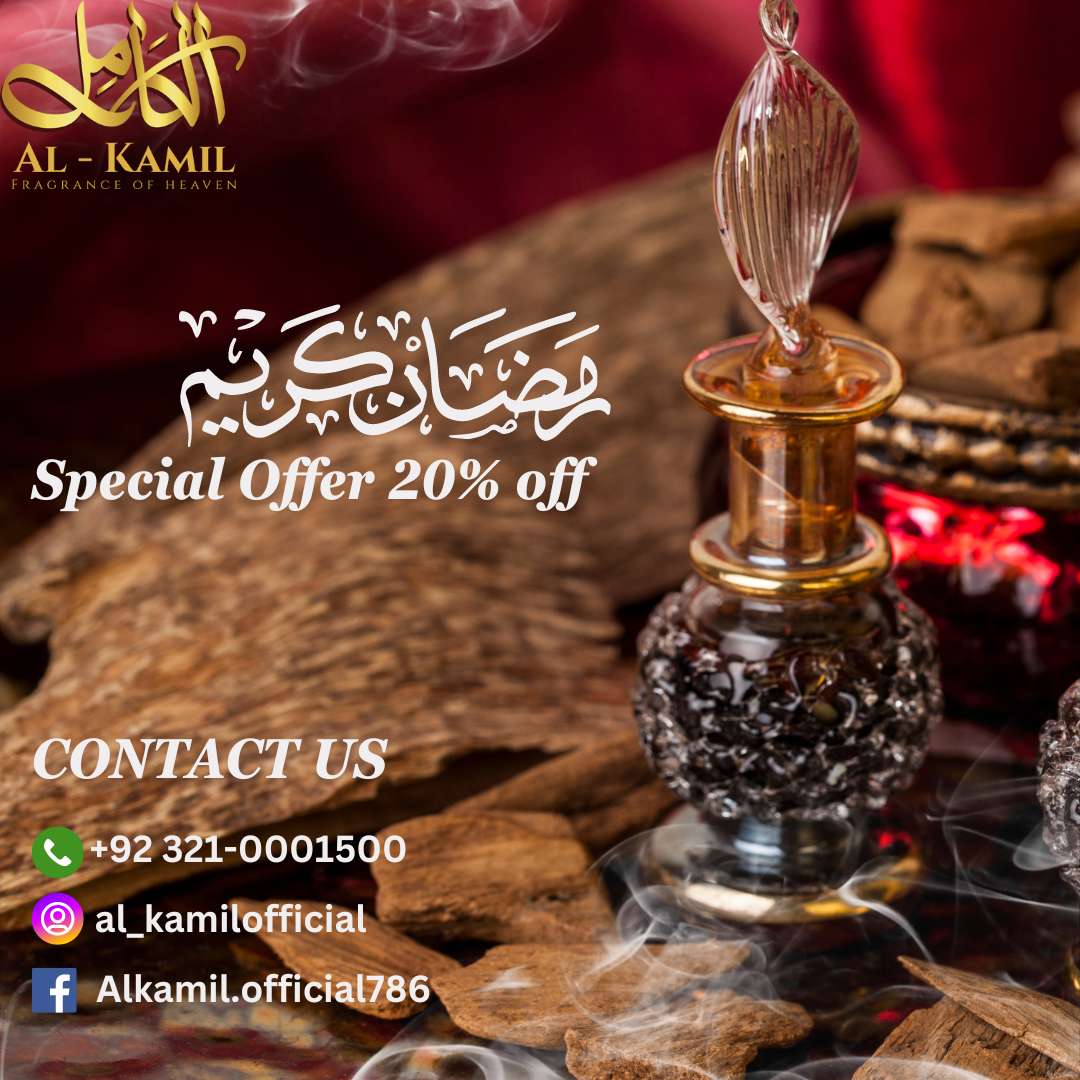 الكامل
AL - KAMIL
FRAGRANCE OF HEAVEN
رمضان كريم
Special Offer 20% off
CONTACT US
+92 321-0001500
al_kamilofficial
Alkamil.official786